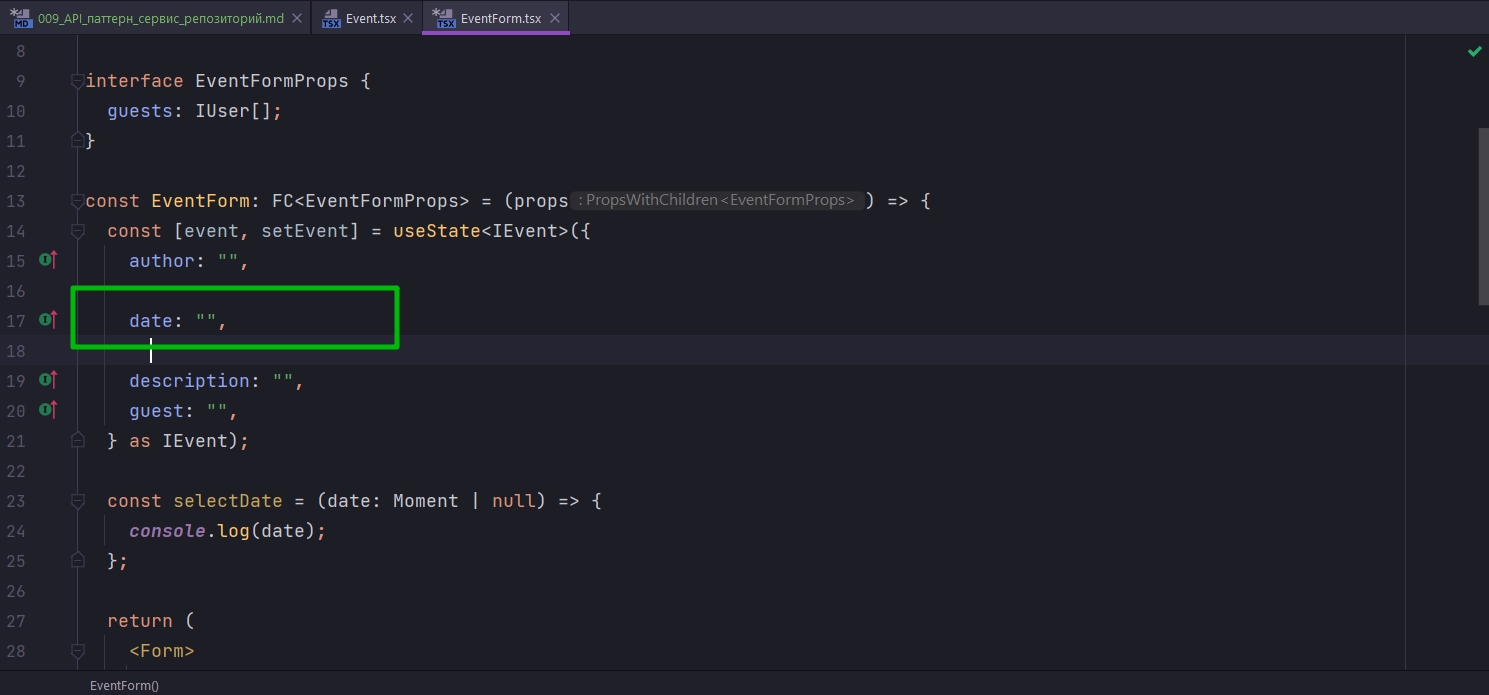 009_API_паттерн_сервис_репозиторий.md Event.tsx EventForm.tsx
8
9 interface EventFormProps {
10 guests: IUser[];
11 }
12
13 const EventForm: FC<EventFormProps> = (props : PropsWithChildren<EventFormProps> ) => {
14 const [event, setEvent] = useState<IEvent>({
15 author: "",
16
17 date: "",
18
19 description: "",
20 guest: "",
21 } as IEvent);
22
23 const selectDate = (date: Moment | null) => {
24 console.log(date);
25 };
26
27 return (
28 <Form>
EventForm()